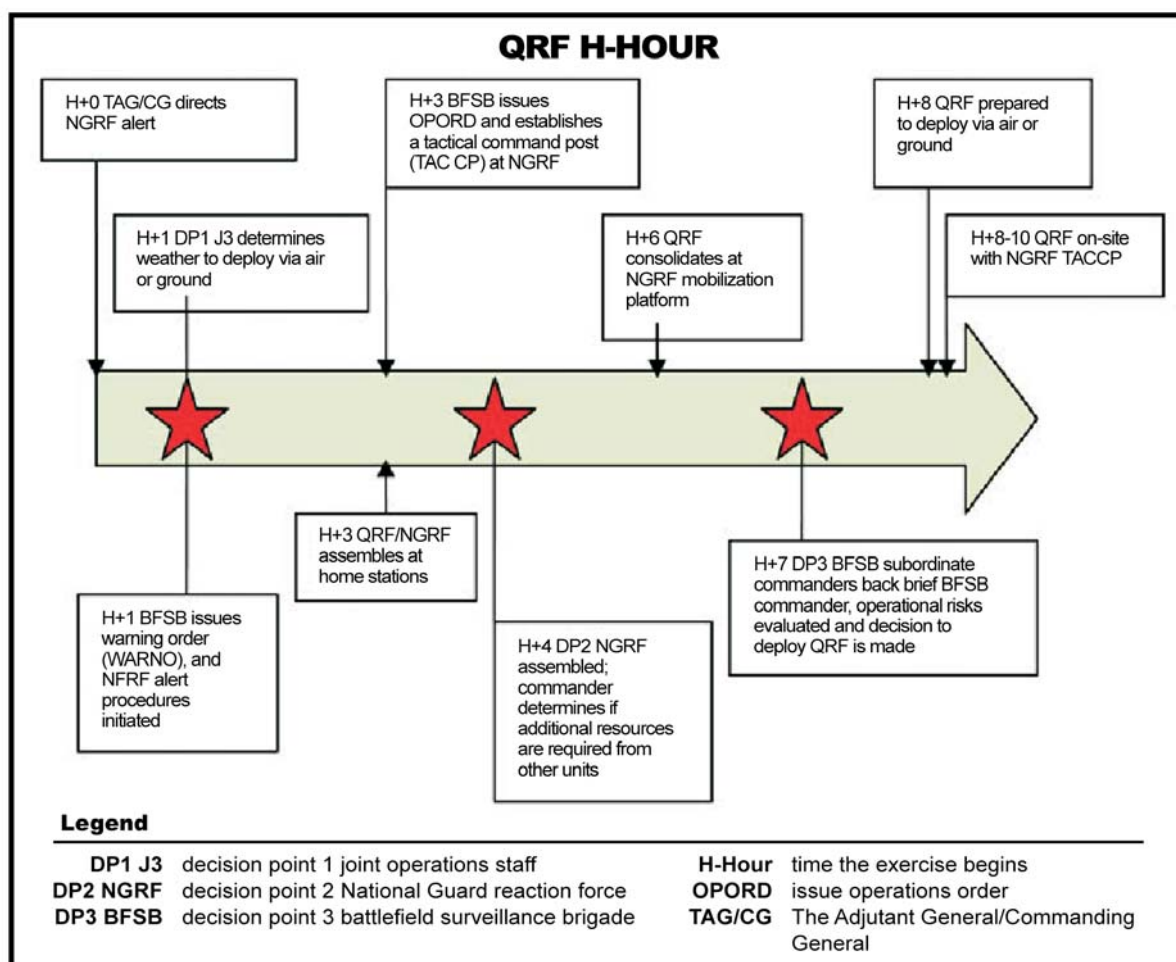 QRF H-HOUR
H+0 TAG/CG directs
NGRF alert
H+1 DP1 J3 determines
weather to deploy via air
or ground
H+3 BFSB issues
OPORD and establishes
a tactical command post
(TAC CP) at NGRF
H+6 QRF
consolidates at
NGRF mobilization
platform
H+8 QRF prepared
to deploy via air or
ground
H+8-10 QRF on-site
with NGRF TACCP
H+1 BFSB issues
warning order
(WARNO), and
NFRF alert
procedures
initiated
H+3 QRF/NGRF
assembles at
home stations
H+4 DP2 NGRF
assembled;
commander
determines if
additional resources
are required from
other units
H+7 DP3 BFSB subordinate
commanders back brief BFSB
commander, operational risks
evaluated and decision to
deploy QRF is made
Legend
DP1 J3 decision point 1 joint operations staff
DP2 NGRF decision point 2 National Guard reaction force
DP3 BFSB decision point 3 battlefield surveillance brigade
H-Hour time the exercise begins
OPORD issue operations order
TAG/CG The Adjutant General/Commanding
General